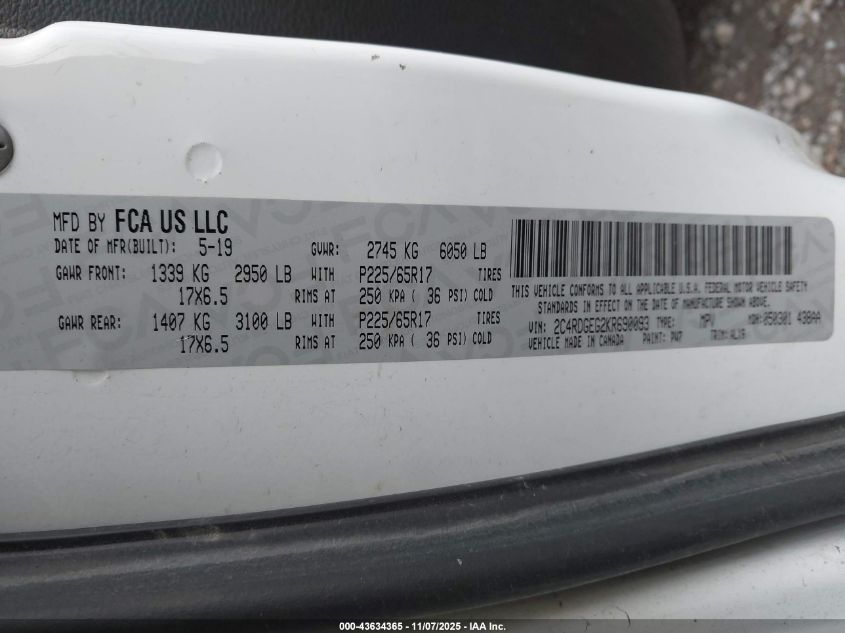 MFD BY FCA US LLC
DATE OF MFR(BUILT): 5-19 GVWR: 2745 KG 6050 LB
GAWR FRONT: 1339 KG 2950 LB WITH P225/65R17 TIRES
17X6.5 RIMS AT 250 KPA ( 36 PSI) COLD
GAWR REAR: 1407 KG 3100 LB WITH P225/65R17 TIRES
17X6.5 RIMS AT 250 KPA ( 36 PSI) COLD
THIS VEHICLE CONFORMS TO ALL APPLICABLE U.S.A. FEDERAL MOTOR VEHICLE SAFETY
STANDARDS IN EFFECT ON THE DATE OF MANUFACTURE SHOWN ABOVE.
VIN: 2C4RDGEG2KR690093 TYPE: MPV MDH: 050301 438AA
VEHICLE MADE IN CANADA PAINT: PW7 TRIM:
000-43634365 - 11/07/2025 - IAA Inc.